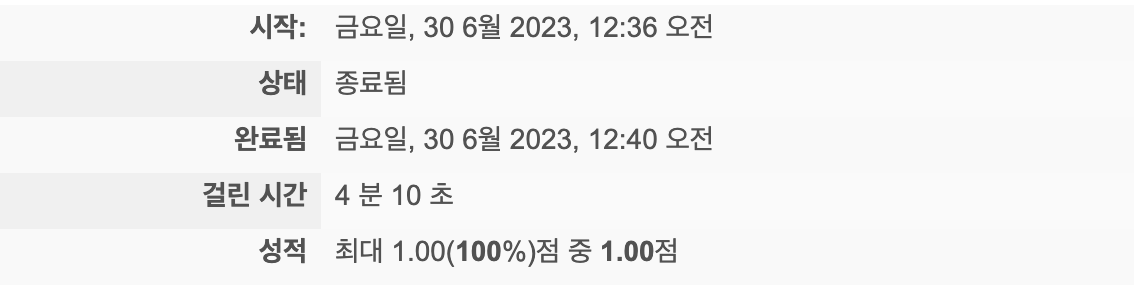 시작: 금요일, 30 6월 2023, 12:36 오전
상태 종료됨
완료됨 금요일, 30 6월 2023, 12:40 오전
걸린 시간 4 분 10 초
성적 최대 1.00(100%)점 중 1.00점